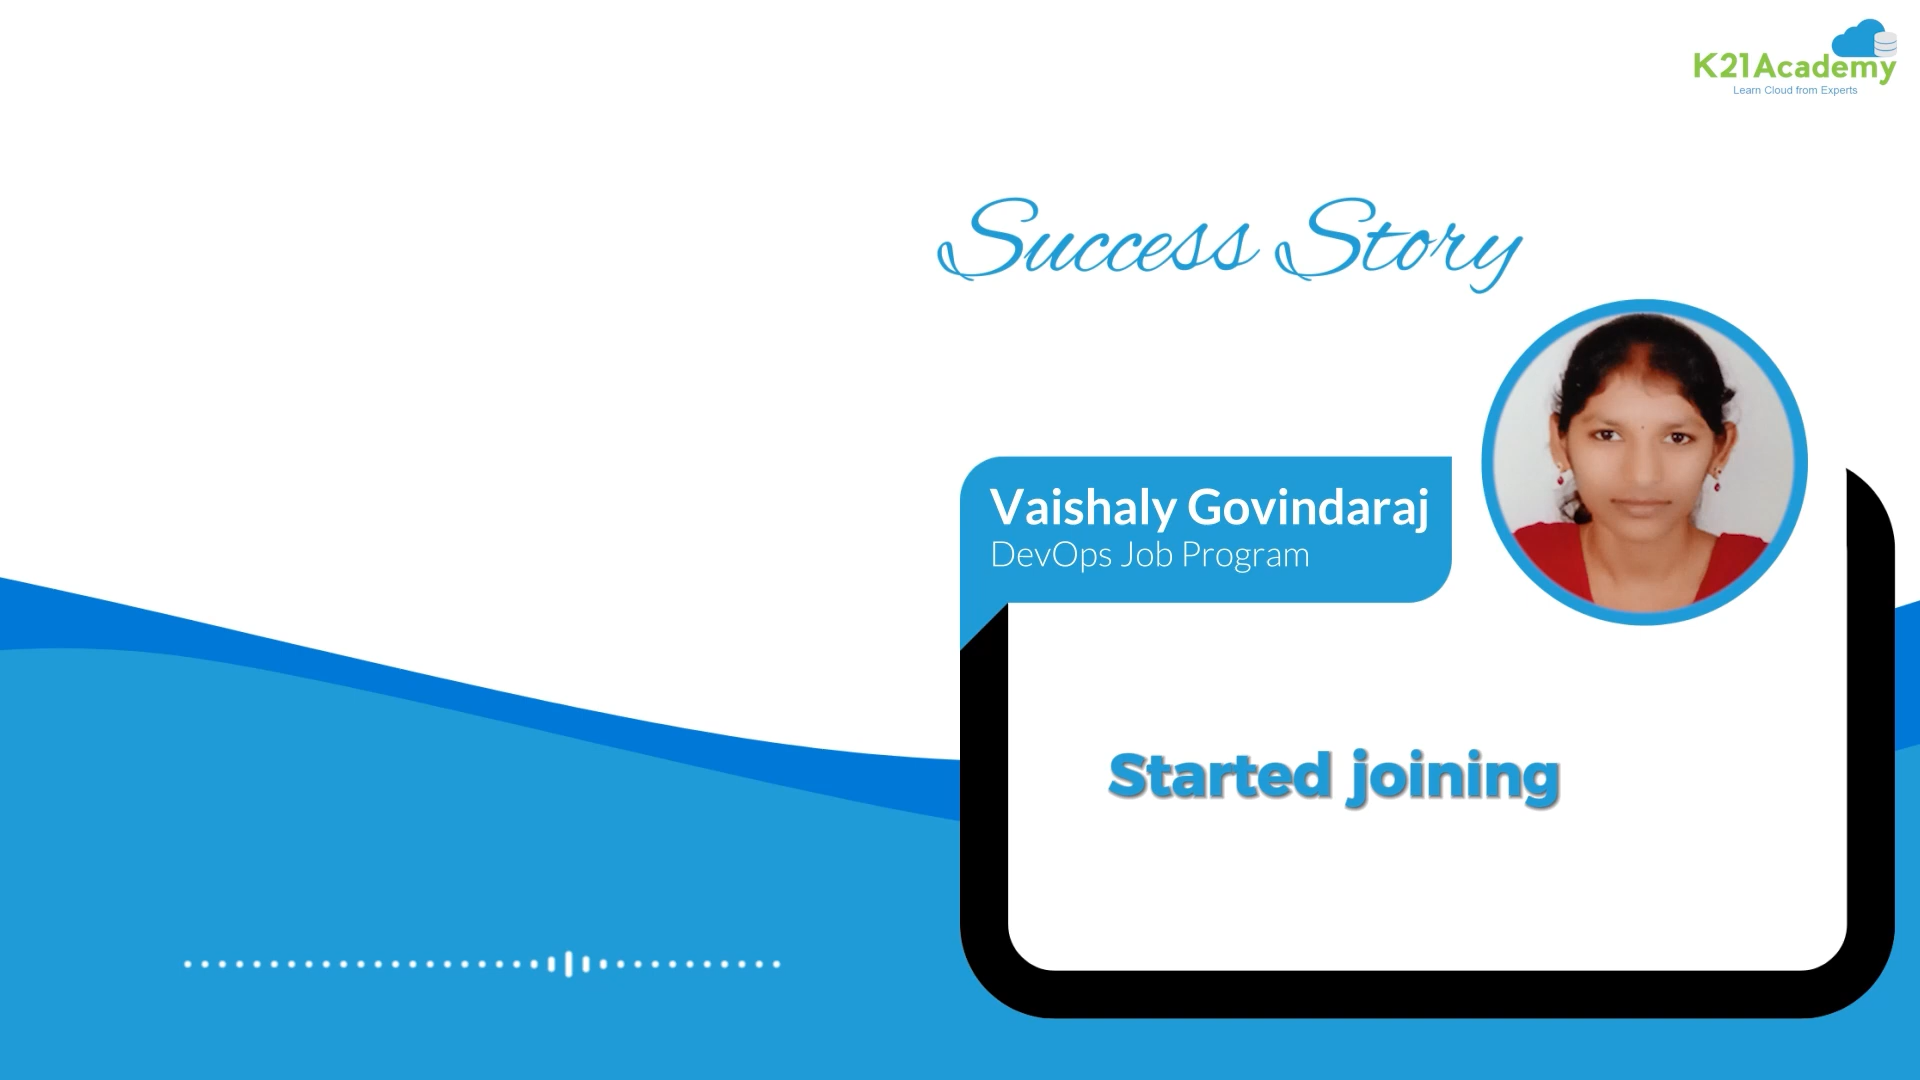 K21Academy
Learn Cloud from Experts
Success Story
Vaishaly Govindaraj
DevOps Job Program
Started joining